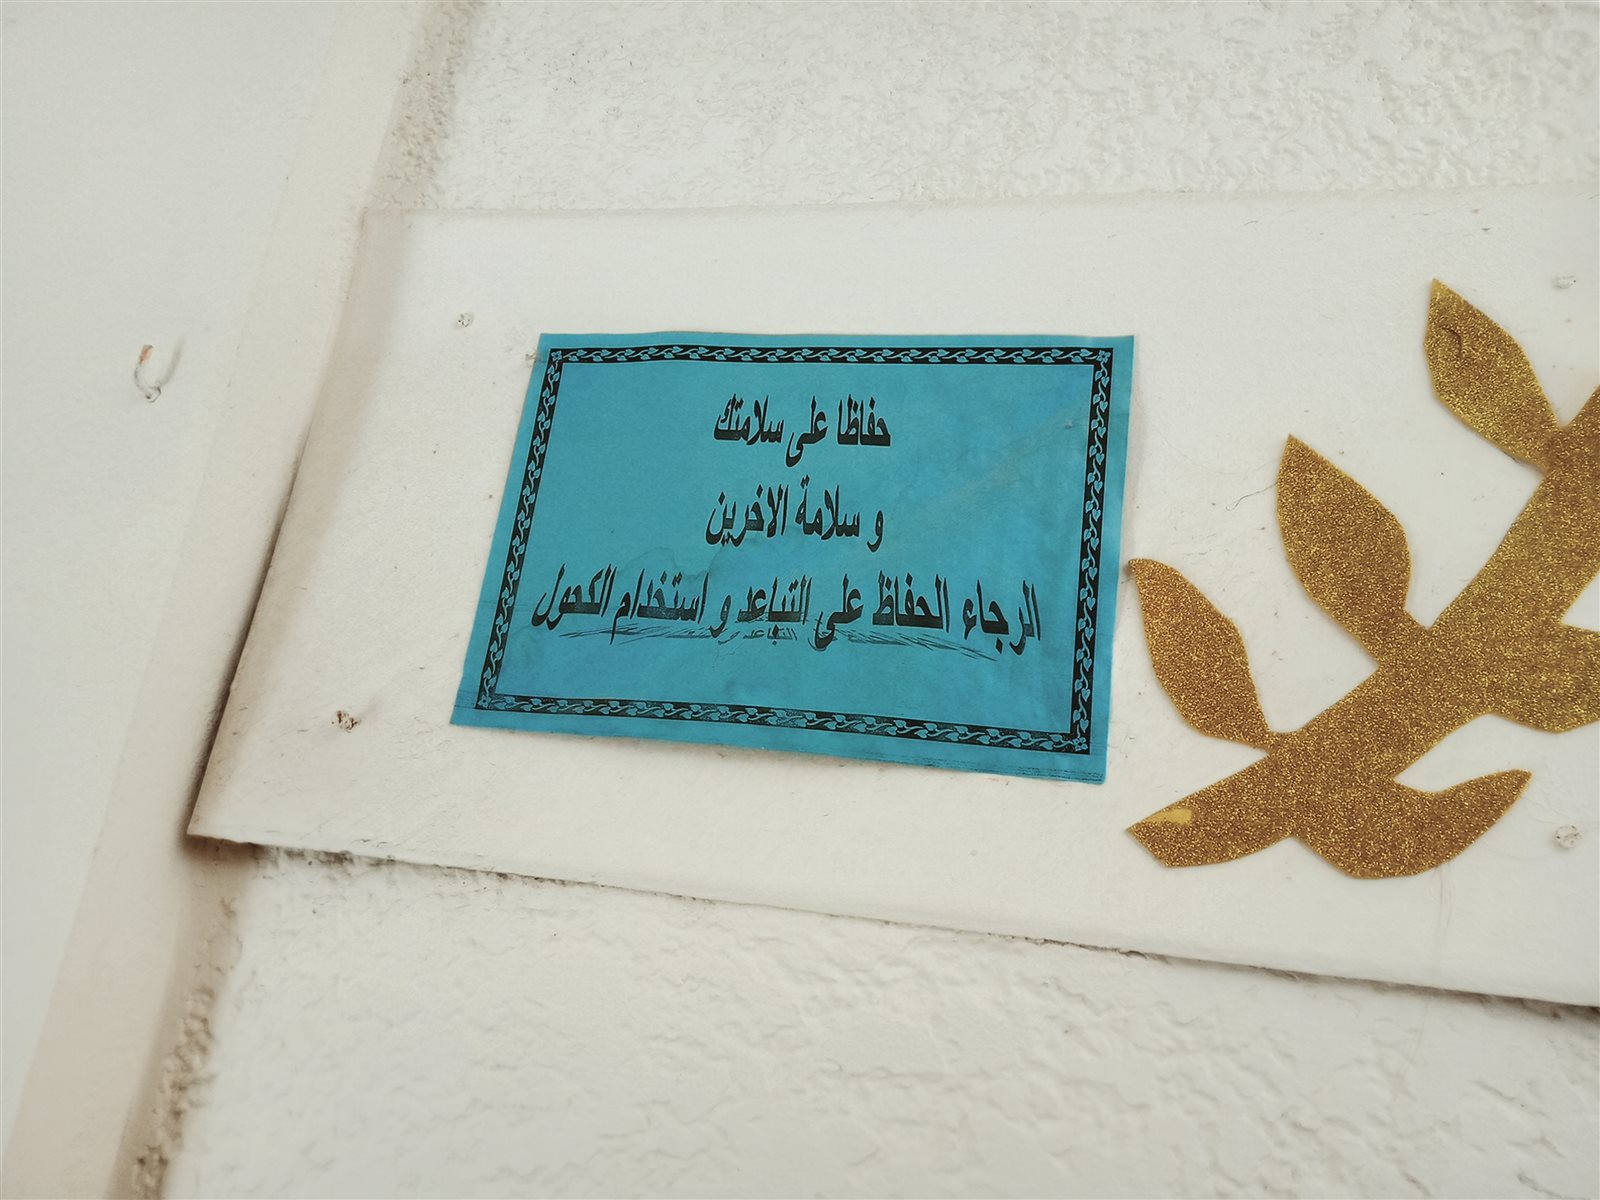 حفاظا على سلامتك
و سلامة الاخرين
الرجاء الحفاظ على التباعد و استخدام الكحول